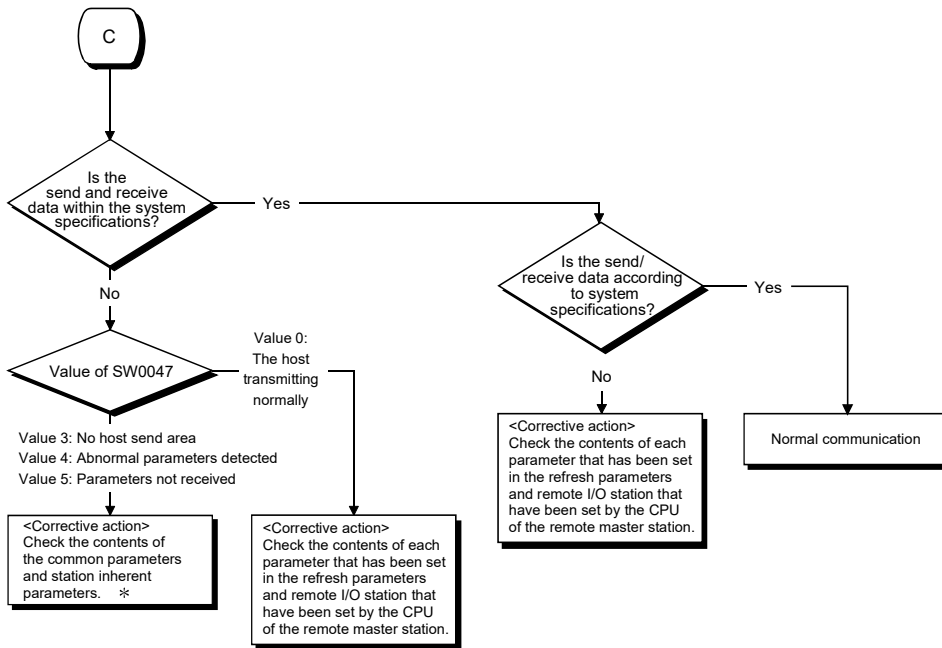 C
Is the
send and receive
data within the system
specifications?
Yes
No
Is the send/
receive data according
to system
specifications?
Yes
No
Value of SW0047
Value 0:
The host
transmitting
normally
Value 3: No host send area
Value 4: Abnormal parameters detected
Value 5: Parameters not received
<Corrective action>
Check the contents of
the common parameters
and station inherent
parameters. *
<Corrective action>
Check the contents of each
parameter that has been set
in the refresh parameters
and remote I/O station that
have been set by the CPU
of the remote master station.
<Corrective action>
Check the contents of each
parameter that has been set
in the refresh parameters
and remote I/O station that
have been set by the CPU
of the remote master station.
Normal communication